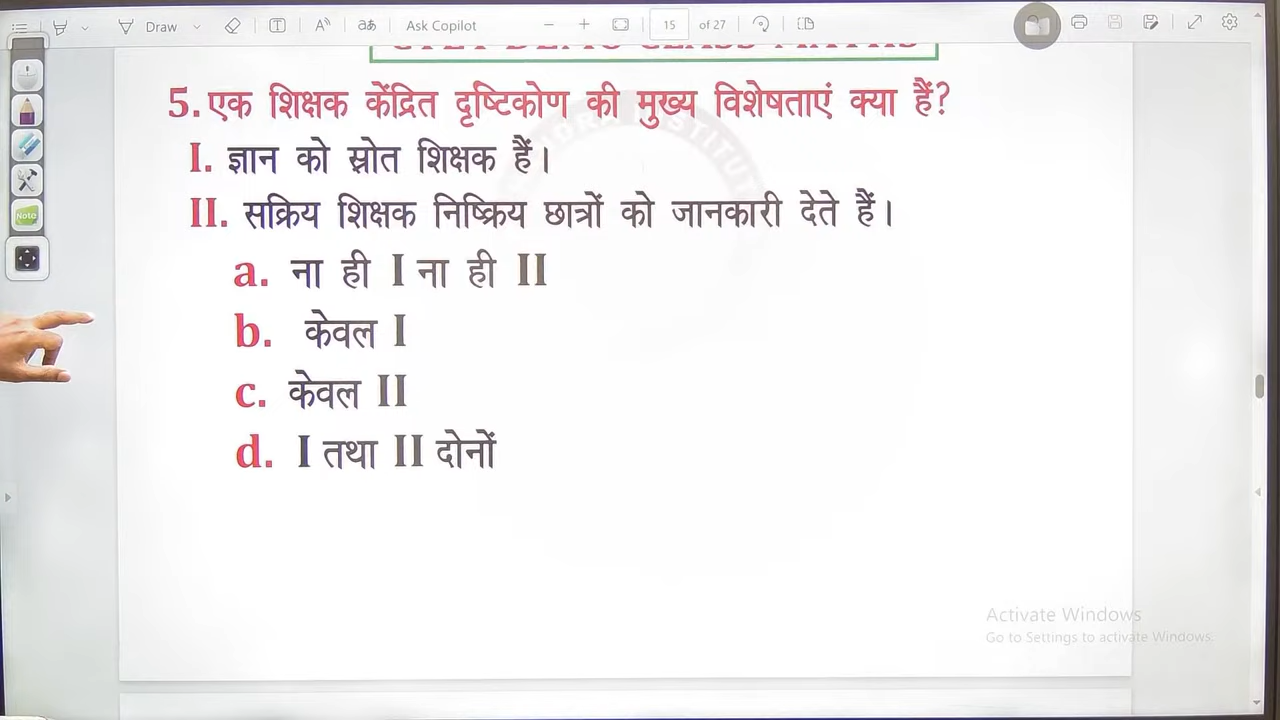 Draw
Ask Copilot
15 of 27
5. एक शिक्षक केंद्रित दृष्टिकोण की मुख्य विशेषताएं क्या हैं?
I. ज्ञान को स्रोत शिक्षक हैं।
II. सक्रिय शिक्षक निष्क्रिय छात्रों को जानकारी देते हैं।
Note
a. ना ही I ना ही II
b. केवल I
c. केवल II
d. I तथा II दोनों
Activate Windows
Go to Settings to activate Windows.